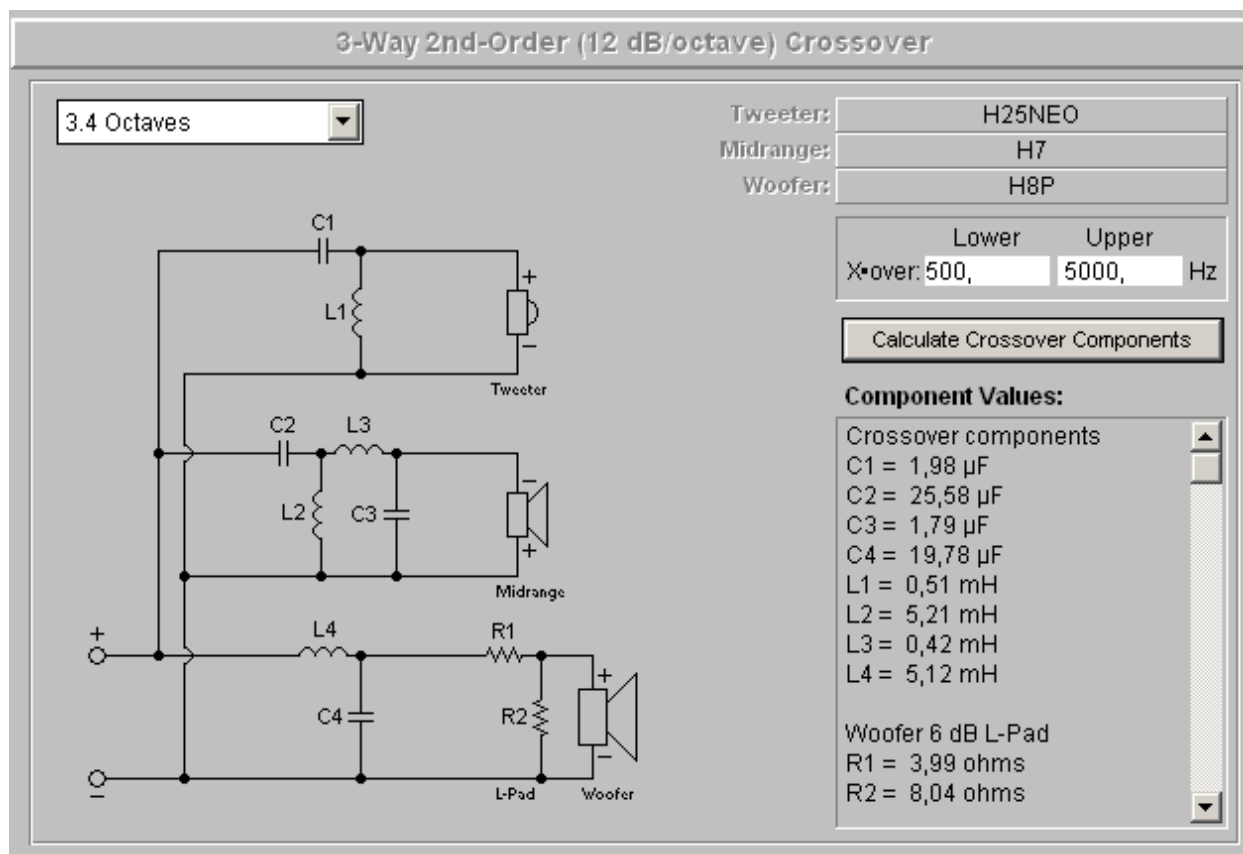 3-Way 2nd-Order (12 dB/octave) Crossover
3.4 Octaves
Tweeter: H25NEO
Midrange: H7
Woofer: H8P
Lower Upper
X•over: 500, 5000, Hz
Calculate Crossover Components
Component Values:
Crossover components
C1 = 1,98 µF
C2 = 25,58 µF
C3 = 1,79 µF
C4 = 19,78 µF
L1 = 0,51 mH
L2 = 5,21 mH
L3 = 0,42 mH
L4 = 5,12 mH
Woofer 6 dB L-Pad
R1 = 3,99 ohms
R2 = 8,04 ohms
C1
+
L1
−
Tweeter
C2 L3
−
L2 C3
+
Midrange
+ L4 R1
+
C4 R2
−
− L-Pad Woofer